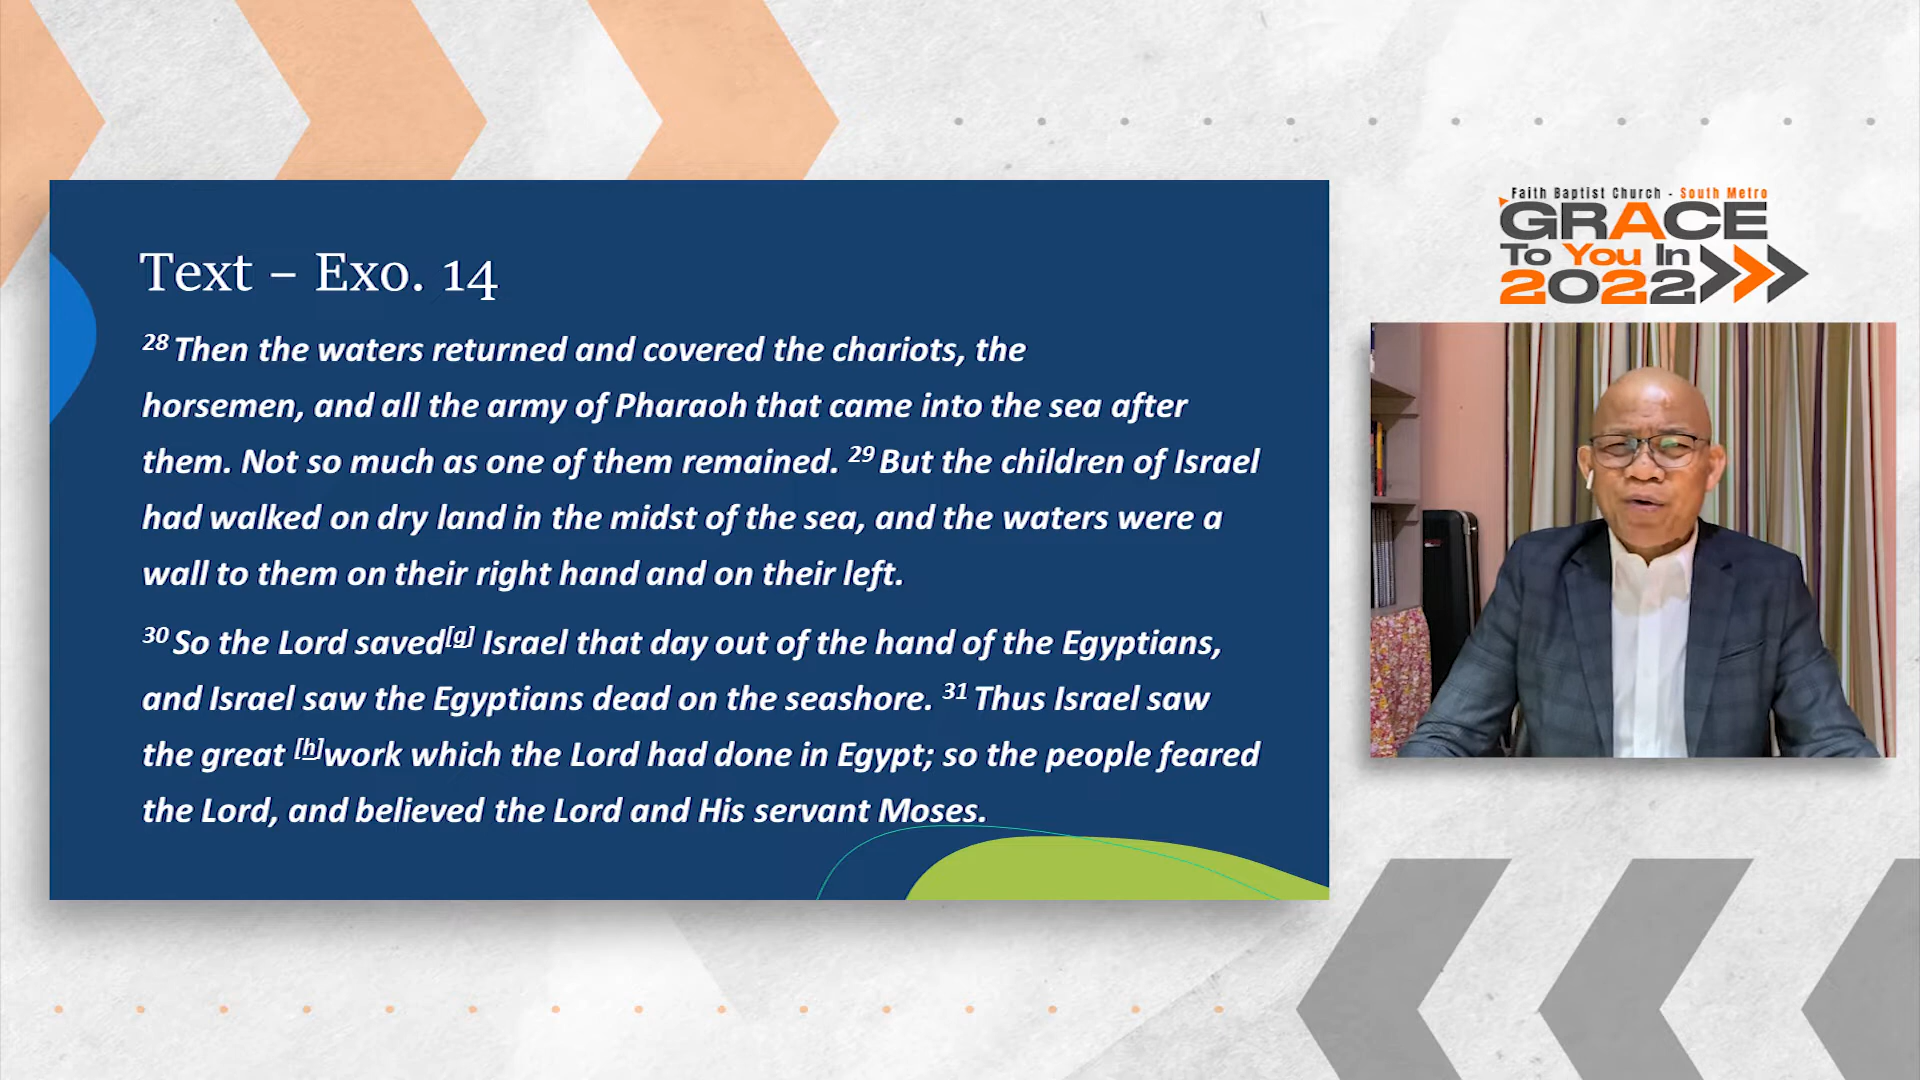 Text – Exo. 14
28 Then the waters returned and covered the chariots, the
horsemen, and all the army of Pharaoh that came into the sea after
them. Not so much as one of them remained. 29 But the children of Israel
had walked on dry land in the midst of the sea, and the waters were a
wall to them on their right hand and on their left.
30 So the Lord saved[g] Israel that day out of the hand of the Egyptians,
and Israel saw the Egyptians dead on the seashore. 31 Thus Israel saw
the great [h]work which the Lord had done in Egypt; so the people feared
the Lord, and believed the Lord and His servant Moses.
Faith Baptist Church - South Metro
GRACE
To You In
2022